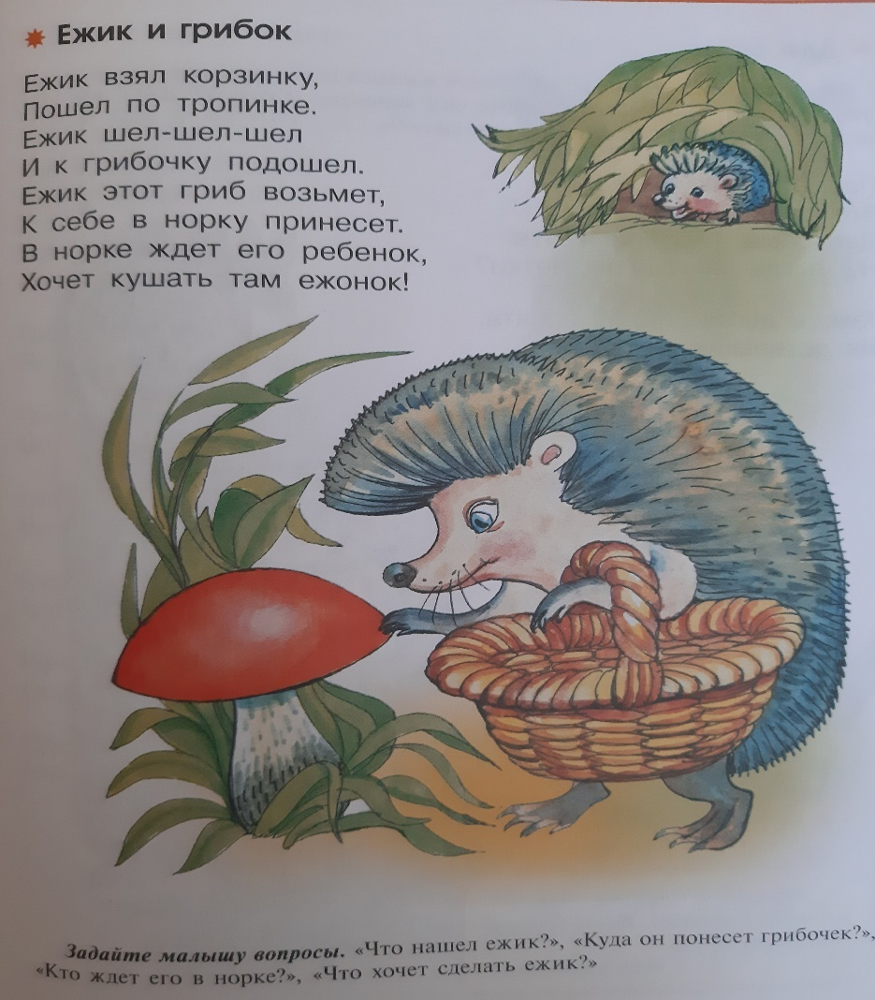 Ежик и грибок
Ежик взял корзинку,
Пошел по тропинке.
Ежик шел-шел-шел
И к грибочку подошел.
Ежик этот гриб возьмет,
К себе в норку принесет.
В норке ждет его ребенок,
Хочет кушать там ежонок!
Задайте малышу вопросы. «Что нашел ежик?», «Куда он понесет грибочек?»,
«Кто ждет его в норке?», «Что хочет сделать ежик?»